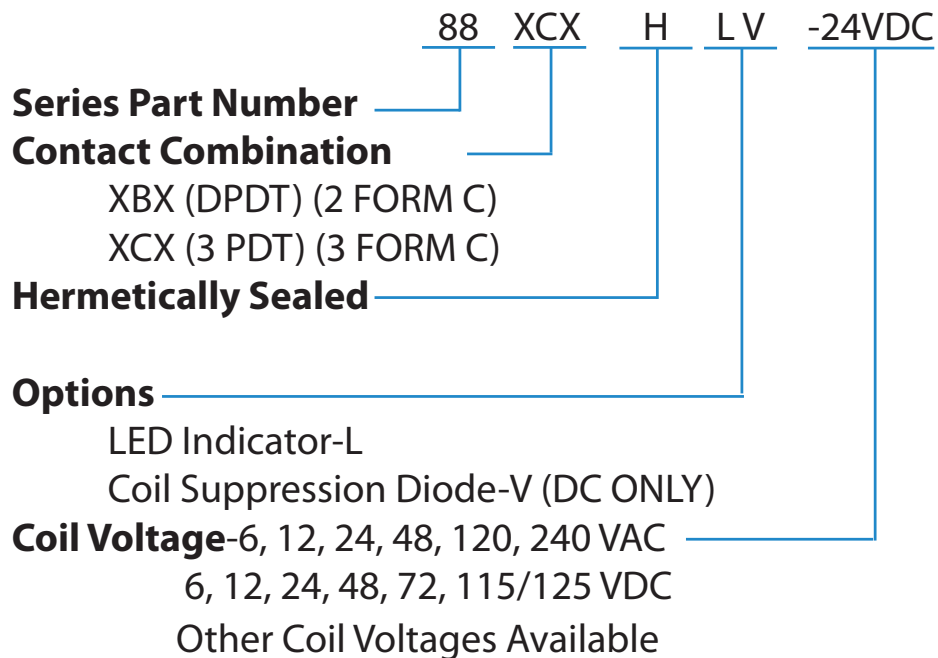 88 XCX H L V -24VDC
Series Part Number
Contact Combination
XBX (DPDT) (2 FORM C)
XCX (3 PDT) (3 FORM C)
Hermetically Sealed
Options
LED Indicator-L
Coil Suppression Diode-V (DC ONLY)
Coil Voltage-6, 12, 24, 48, 120, 240 VAC
6, 12, 24, 48, 72, 115/125 VDC
Other Coil Voltages Available